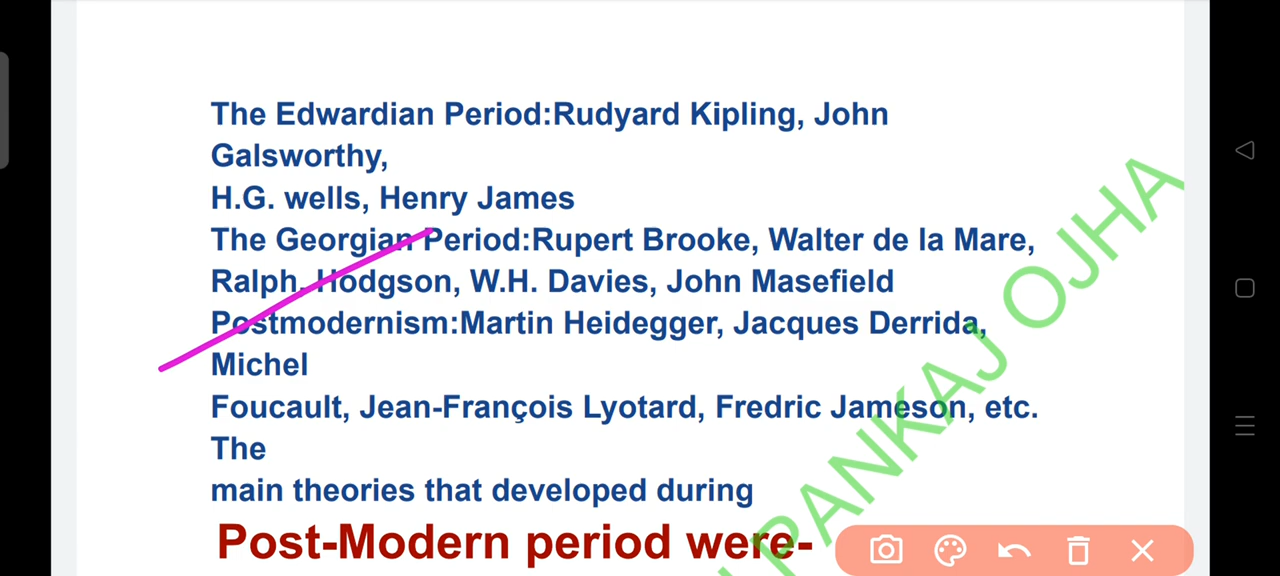 The Edwardian Period:Rudyard Kipling, John
Galsworthy,
H.G. wells, Henry James
The Georgian Period:Rupert Brooke, Walter de la Mare,
Ralph. Hodgson, W.H. Davies, John Masefield
Postmodernism:Martin Heidegger, Jacques Derrida,
Michel
Foucault, Jean-François Lyotard, Fredric Jameson, etc.
The
main theories that developed during
Post-Modern period were-
PANKAJ OJHA